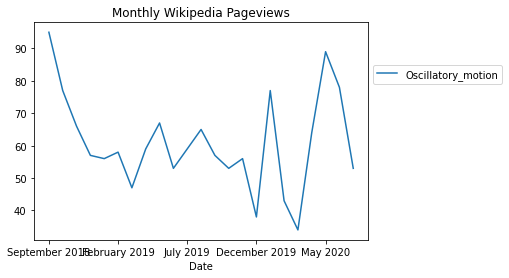 Monthly Wikipedia Pageviews
90
80
70
60
50
40
Oscillatory_motion
September 2018 February 2019 July 2019 December 2019 May 2020
Date